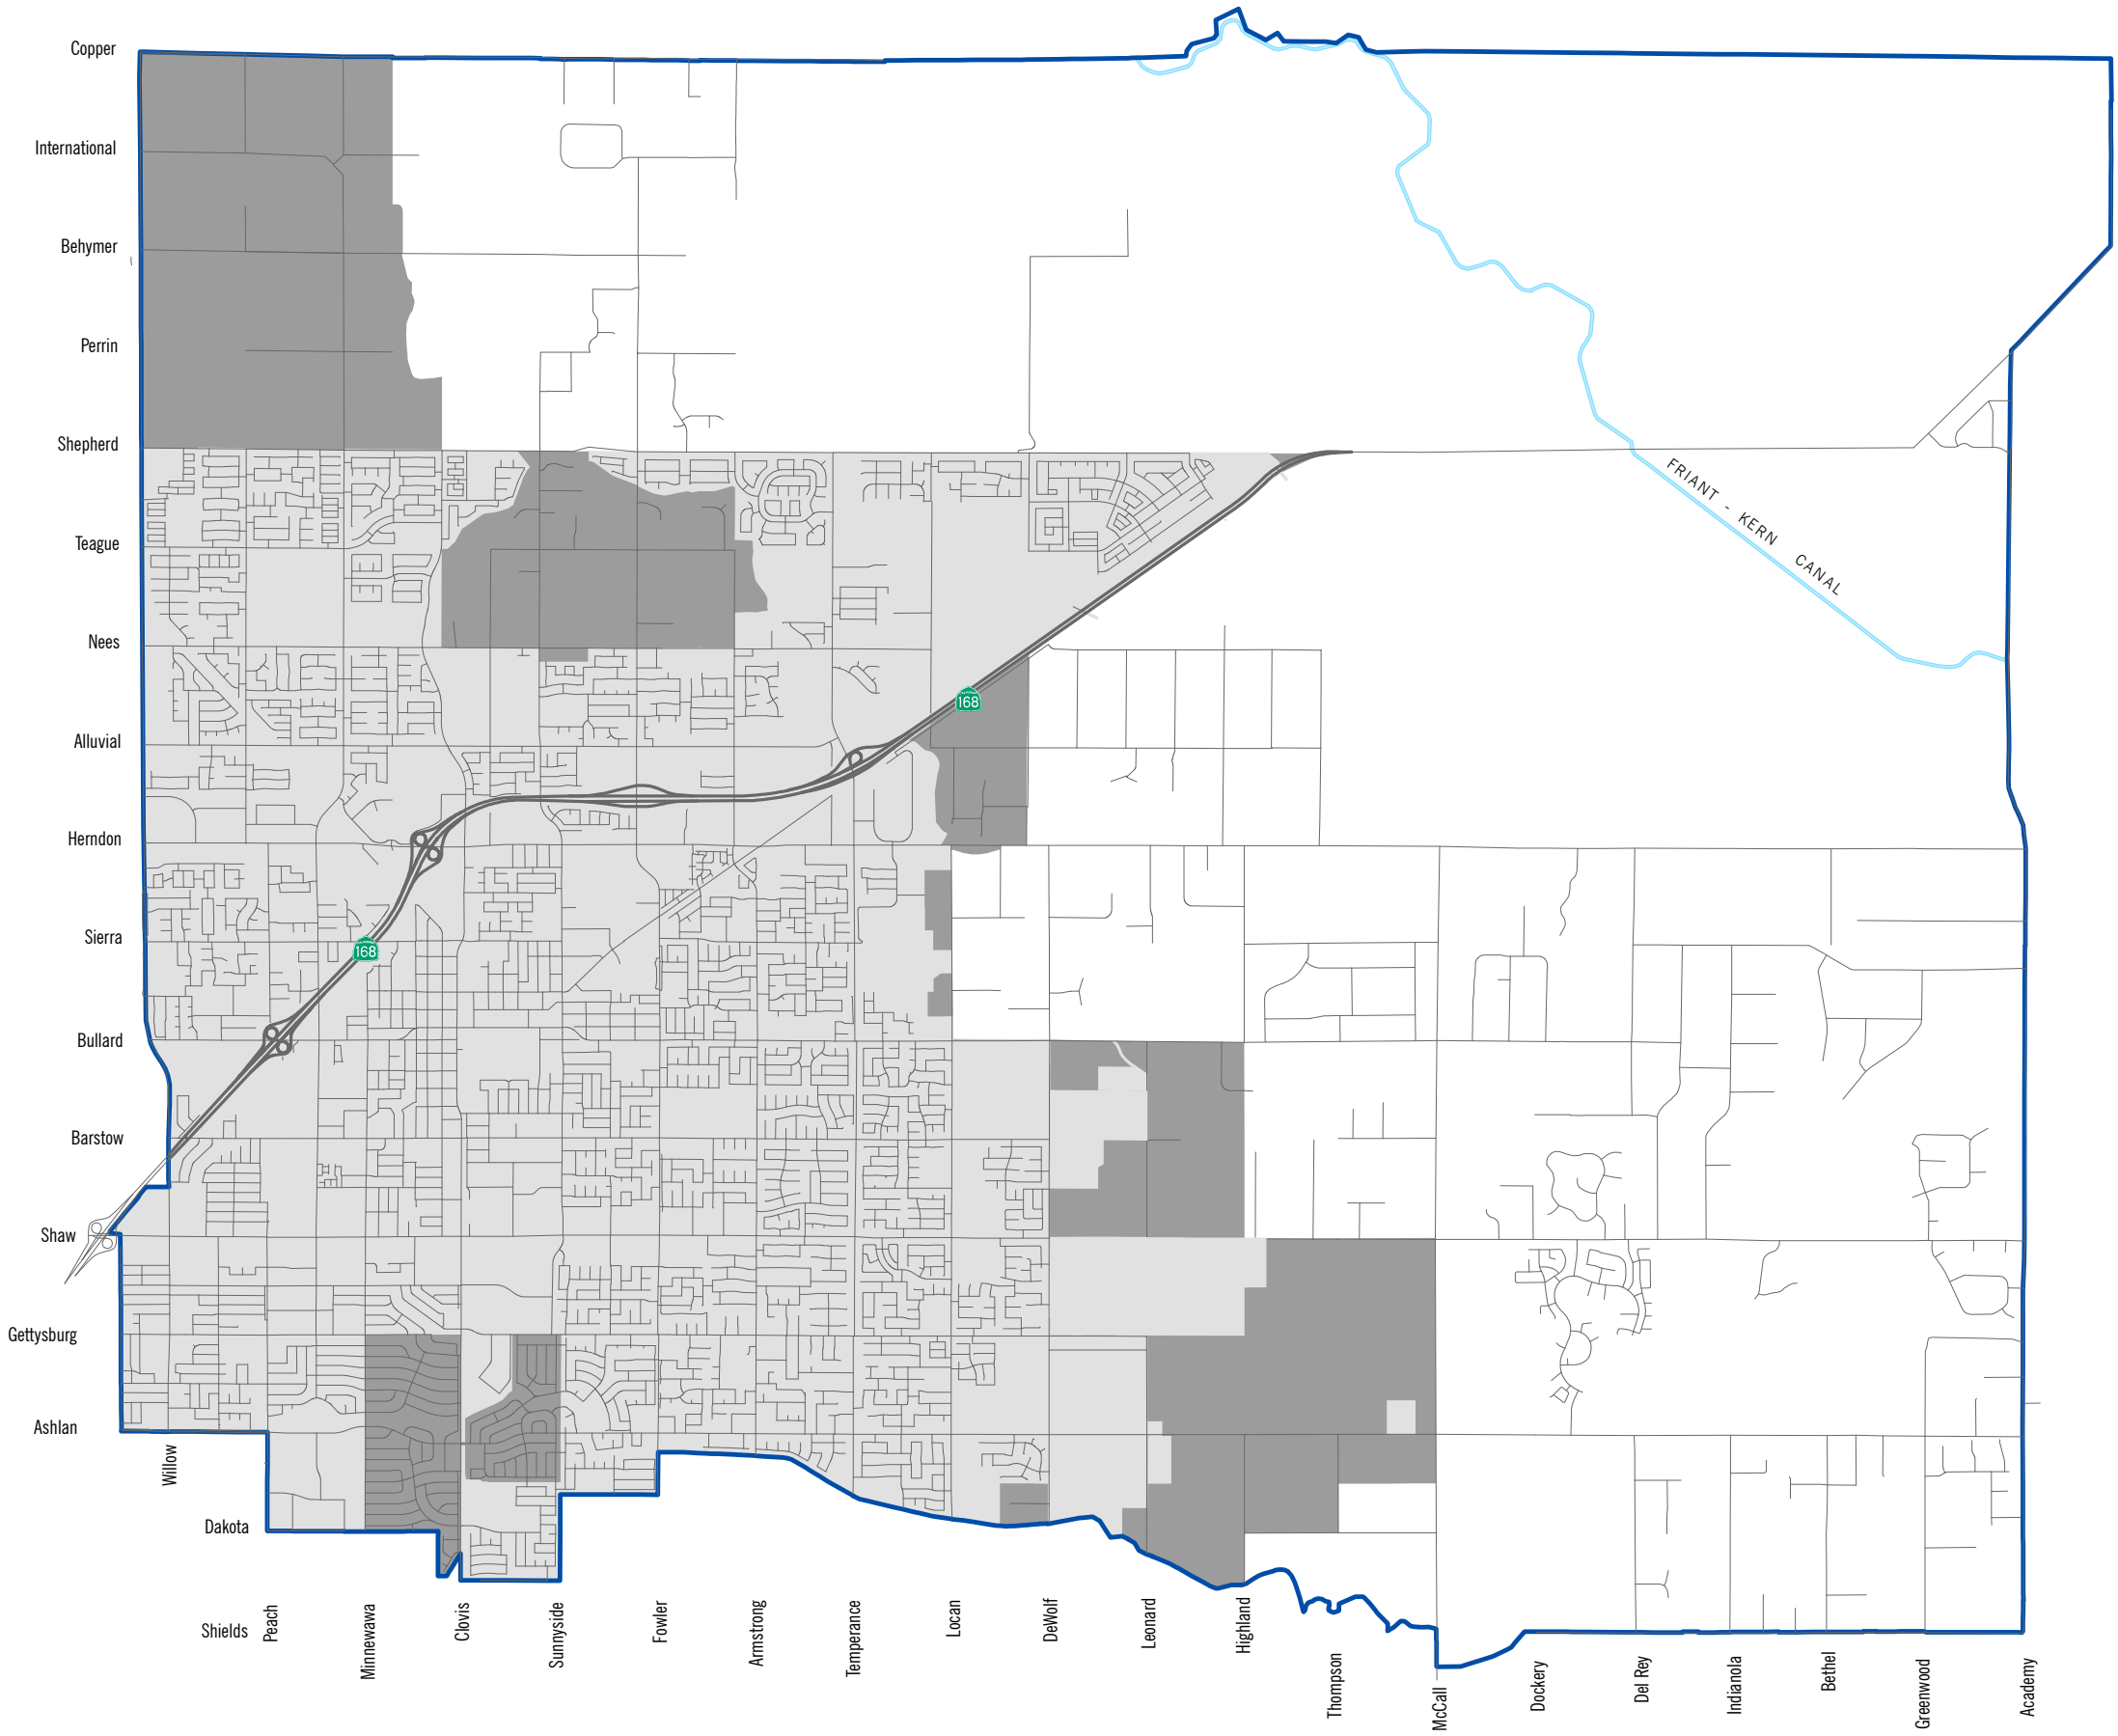 Copper
International
Behymer
Perrin
Shepherd
FRIANT - KERN CANAL
Teague
Nees
168
Alluvial
Herndon
Sierra
168
Bullard
Barstow
Shaw
Gettysburg
Ashlan
Willow
Dakota
Shields
Peach
Minnewawa
Clovis
Sunnyside
Fowler
Armstrong
Temperance
Locan
DeWolf
Leonard
Highland
Thompson
McCall
Dockery
Del Rey
Indianola
Bethel
Greenwood
Academy